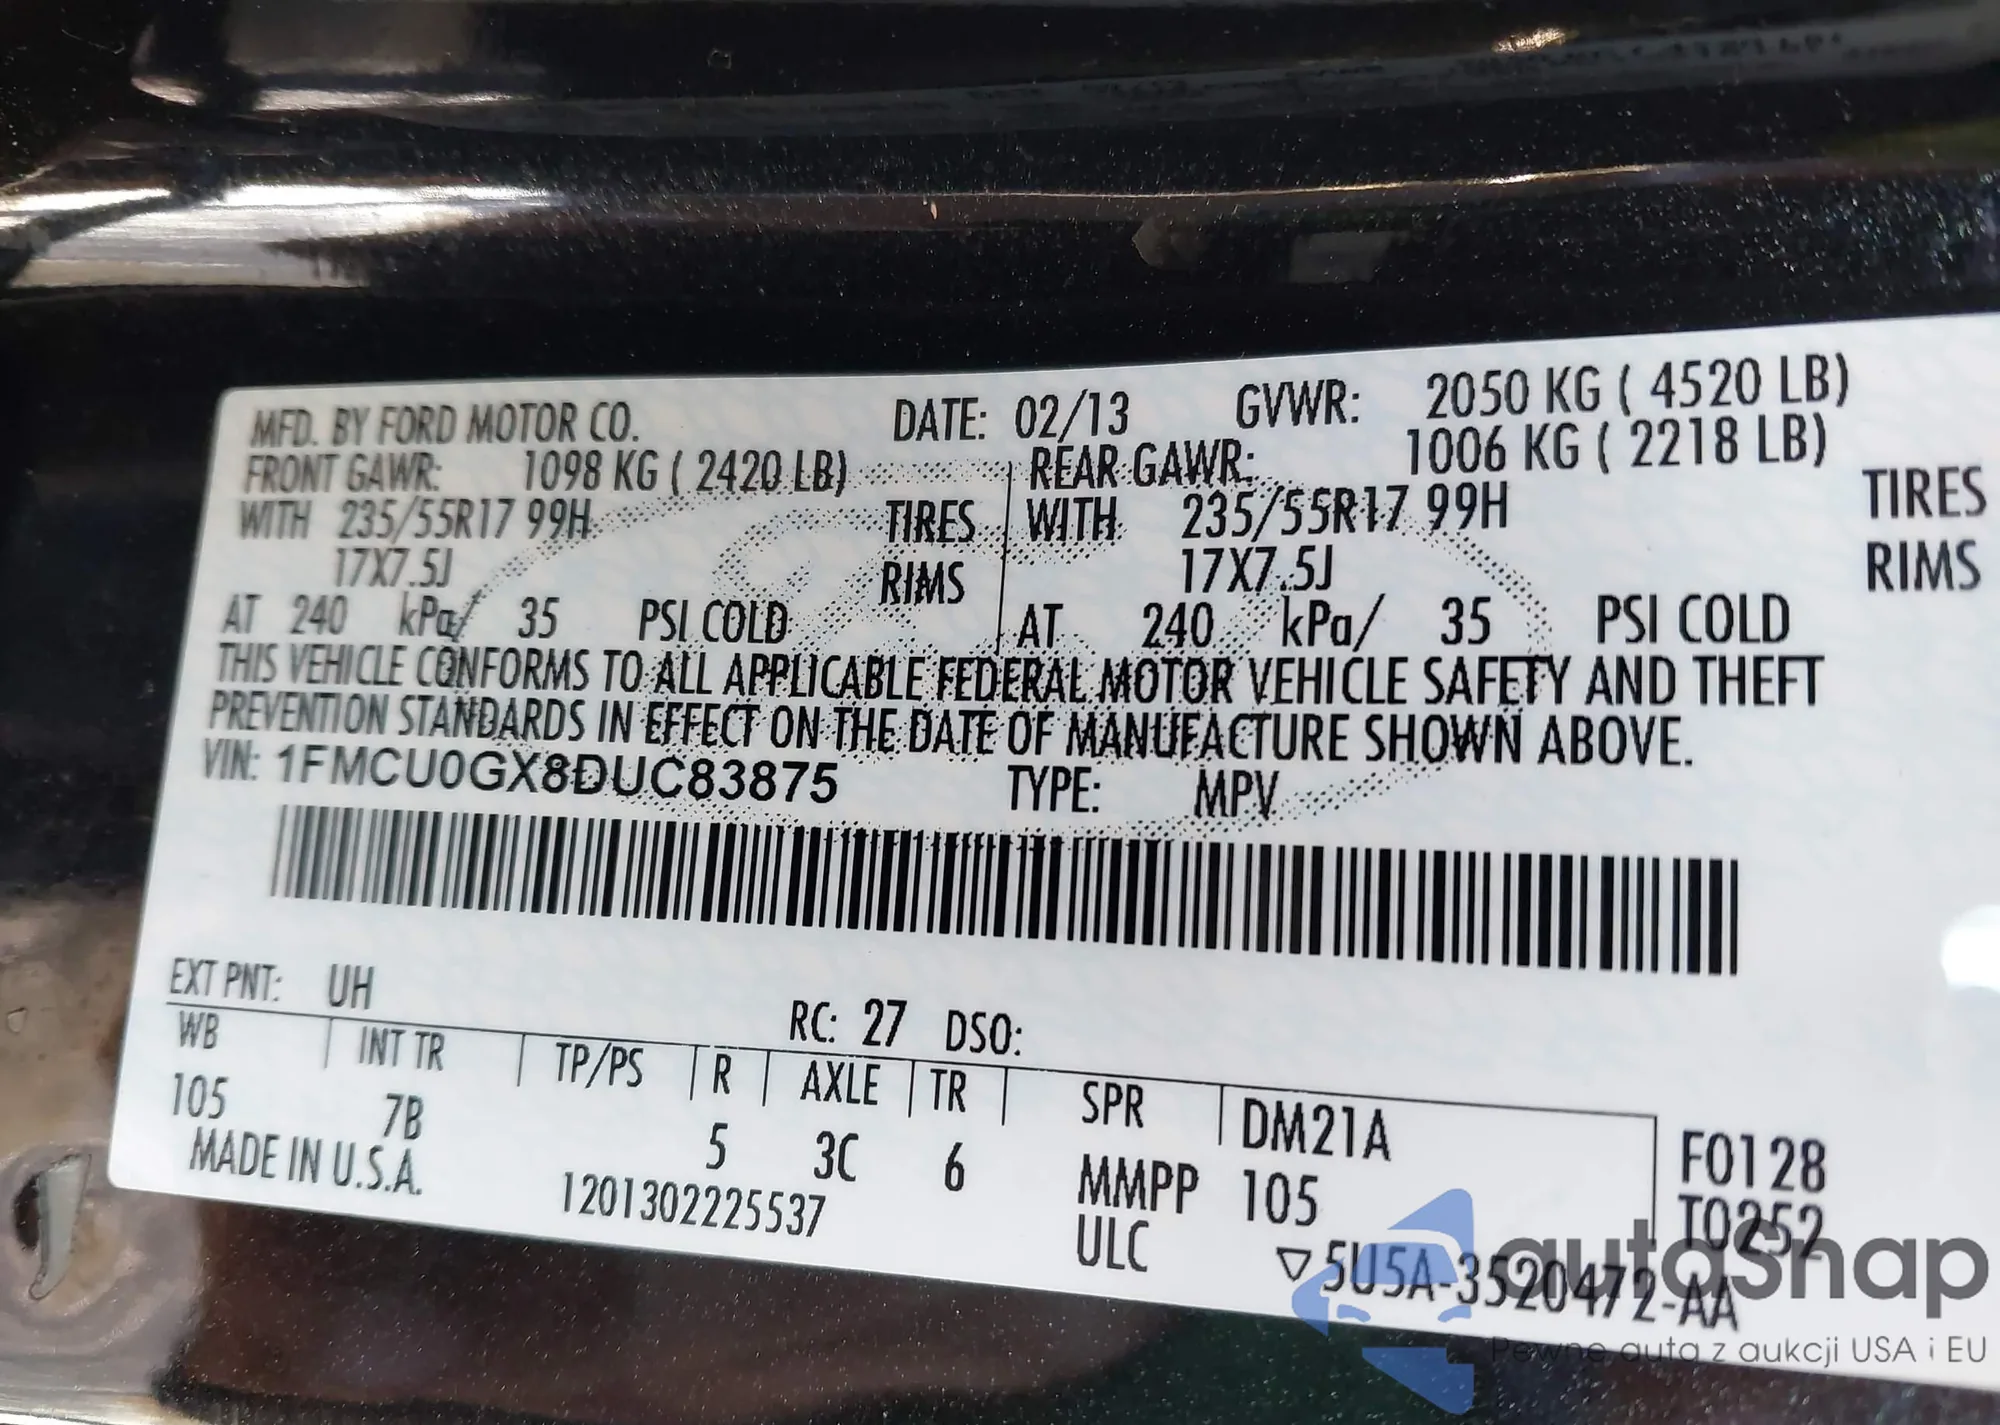 MFD. BY FORD MOTOR CO. DATE: 02/13 GVWR: 2050 KG ( 4520 LB)
FRONT GAWR: 1098 KG ( 2420 LB) REAR GAWR: 1006 KG ( 2218 LB)
WITH 235/55R17 99H TIRES WITH 235/55R17 99H TIRES
17X7.5J RIMS 17X7.5J RIMS
AT 240 kPa/ 35 PSI COLD AT 240 kPa/ 35 PSI COLD
THIS VEHICLE CONFORMS TO ALL APPLICABLE FEDERAL MOTOR VEHICLE SAFETY AND THEFT
PREVENTION STANDARDS IN EFFECT ON THE DATE OF MANUFACTURE SHOWN ABOVE.
VIN: 1FMCU0GX8DUC83875 TYPE: MPV
EXT PNT: UH RC: 27 DSO:
WB INT TR TP/PS R AXLE TR SPR DM21A F0128
105 7B 5 3C 6 MMPP 105 T0252
MADE IN U.S.A. 1201302225537 ULC
▽ 5U5A-3520472-AA
autoSnap
Pewne auta z aukcji USA i EU